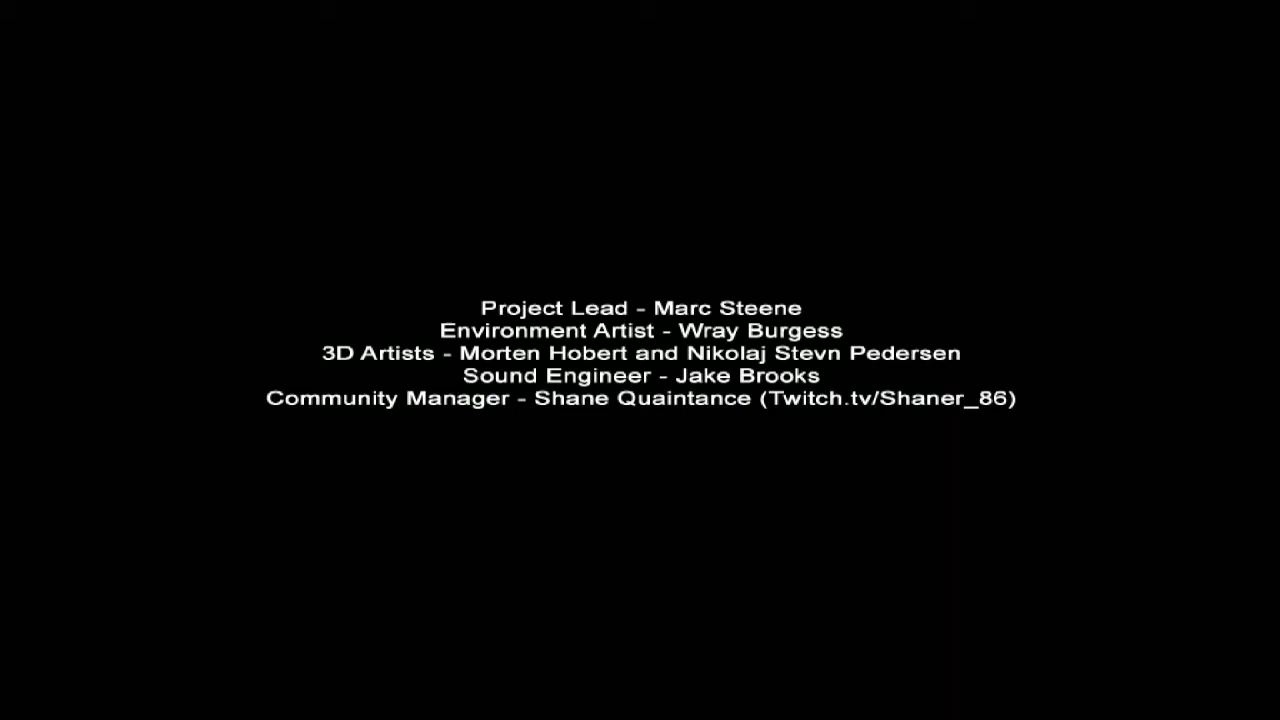 Project Lead - Marc Steene
Environment Artist - Wray Burgess
3D Artists - Morten Hobert and Nikolaj Stevn Pedersen
Sound Engineer - Jake Brooks
Community Manager - Shane Quaintance (Twitch.tv/Shaner_86)